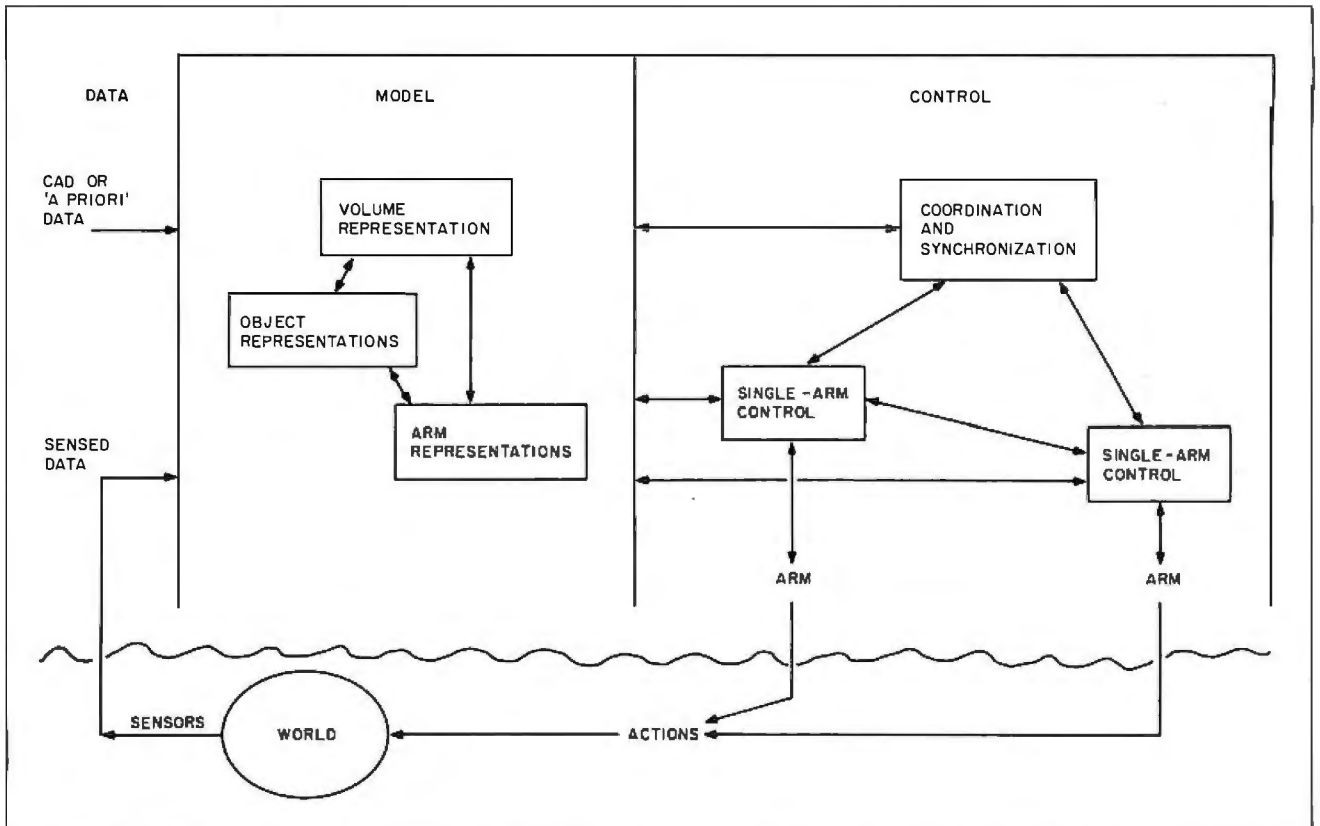 DATA
MODEL
CONTROL
CAD OR
'A PRIORI'
DATA
VOLUME
REPRESENTATION
COORDINATION
AND
SYNCHRONIZATION
OBJECT
REPRESENTATIONS
SINGLE-ARM
CONTROL
ARM
REPRESENTATIONS
SENSED
DATA
SINGLE-ARM
CONTROL
ARM
ARM
SENSORS
WORLD
ACTIONS